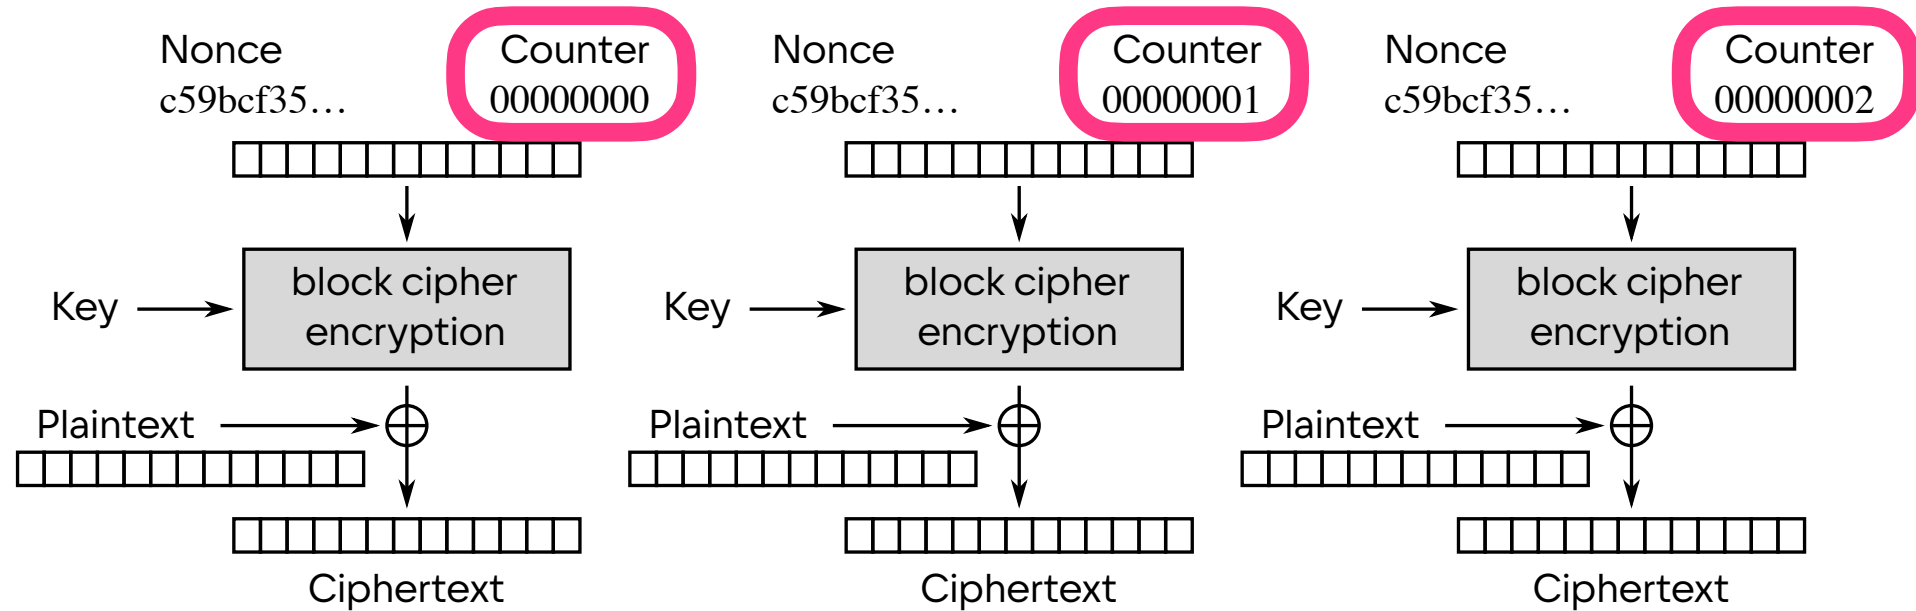 Nonce Counter Nonce Counter Nonce Counter
c59bcf35… 00000000 c59bcf35… 00000001 c59bcf35… 00000002
block cipher block cipher block cipher
Key encryption Key encryption Key encryption
Plaintext Plaintext Plaintext
Ciphertext Ciphertext Ciphertext